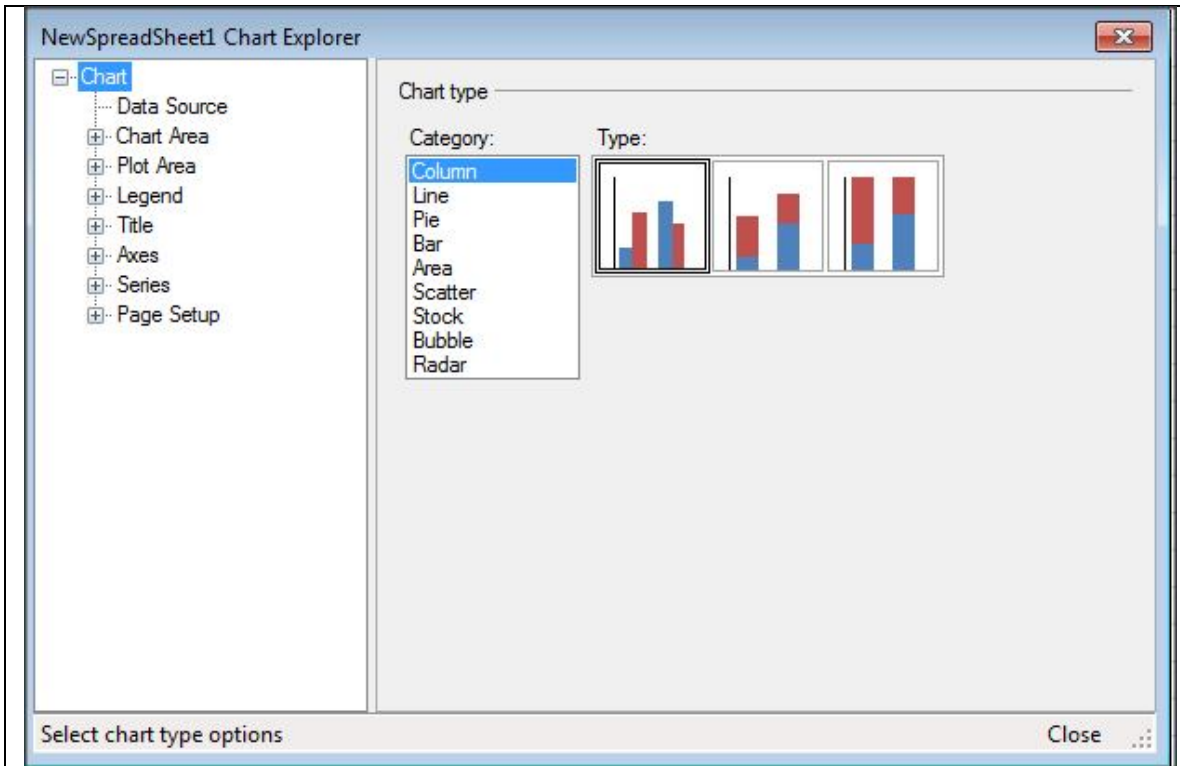 NewSpreadSheet1 Chart Explorer
Chart
Data Source
Chart Area
Plot Area
Legend
Title
Axes
Series
Page Setup
Chart type
Category:
Type:
Column
Line
Pie
Bar
Area
Scatter
Stock
Bubble
Radar
Select chart type options
Close